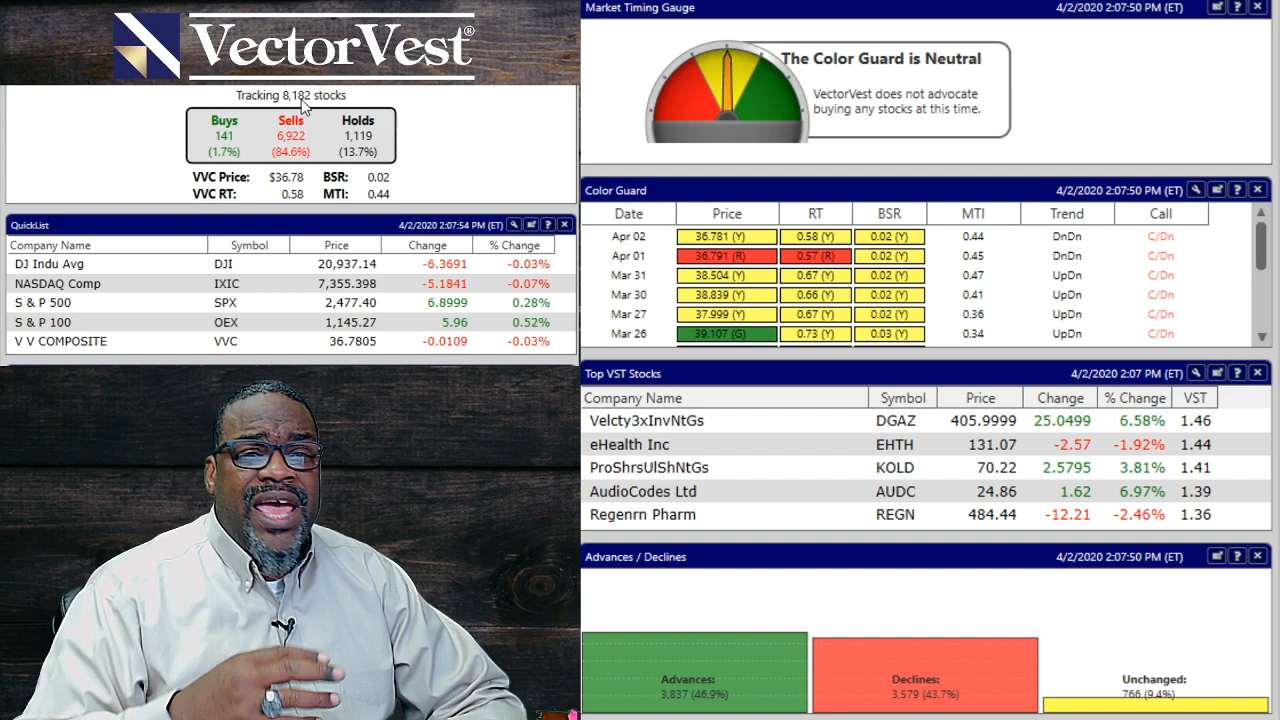 VectorVest®
Tracking 8,182 stocks
Buys Sells Holds
141 6,922 1,119
(1.7%) (84.6%) (13.7%)
VVC Price: $36.78 BSR: 0.02
VVC RT: 0.58 MTI: 0.44
QuickList 4/2/2020 2:07:54 PM (ET)
Company Name Symbol Price Change % Change
DJ Indu Avg DJI 20,937.14 -6.3691 -0.03%
NASDAQ Comp IXIC 7,355.398 -5.1841 -0.07%
S & P 500 SPX 2,477.40 6.8999 0.28%
S & P 100 OEX 1,145.27 5.96 0.52%
COMPOSITE VVC 36.7805 -0.0109 -0.03%
Market Timing Gauge 4/2/2020 2:07:50 PM (ET)
The Color Guard is Neutral
VectorVest does not advocate
buying any stocks at this time.
Color Guard 4/2/2020 2:07:50 PM (ET)
Date Price RT BSR MTI Trend Call
Apr 02 36.781 (Y) 0.58 (Y) 0.02 (Y) 0.44 DnDn C/Dn
Apr 01 36.791 (R) 0.57 (R) 0.02 (Y) 0.45 DnDn C/Dn
Mar 31 38.504 (Y) 0.67 (Y) 0.02 (Y) 0.47 UpDn C/Dn
Mar 30 38.839 (Y) 0.66 (Y) 0.02 (Y) 0.41 UpDn C/Dn
Mar 27 37.999 (Y) 0.67 (Y) 0.02 (Y) 0.36 UpDn C/Dn
Mar 26 39.107 (G) 0.73 (Y) 0.03 (Y) 0.34 UpDn C/Dn
Top VST Stocks 4/2/2020 2:07 PM (ET)
Company Name Symbol Price Change % Change VST
Velcty3xInvNtGs DGAZ 405.9999 25.0499 6.58% 1.46
eHealth Inc EHTH 131.07 -2.57 -1.92% 1.44
ProShrsUlShNtGs KOLD 70.22 2.5795 3.81% 1.41
AudioCodes Ltd AUDC 24.86 1.62 6.97% 1.39
Regenrn Pharm REGN 484.44 -12.21 -2.46% 1.36
Advances / Declines 4/2/2020 2:07:50 PM (ET)
Advances: Declines: Unchanged:
3,837 (46.9%) 3,579 (43.7%) 766 (9.4%)